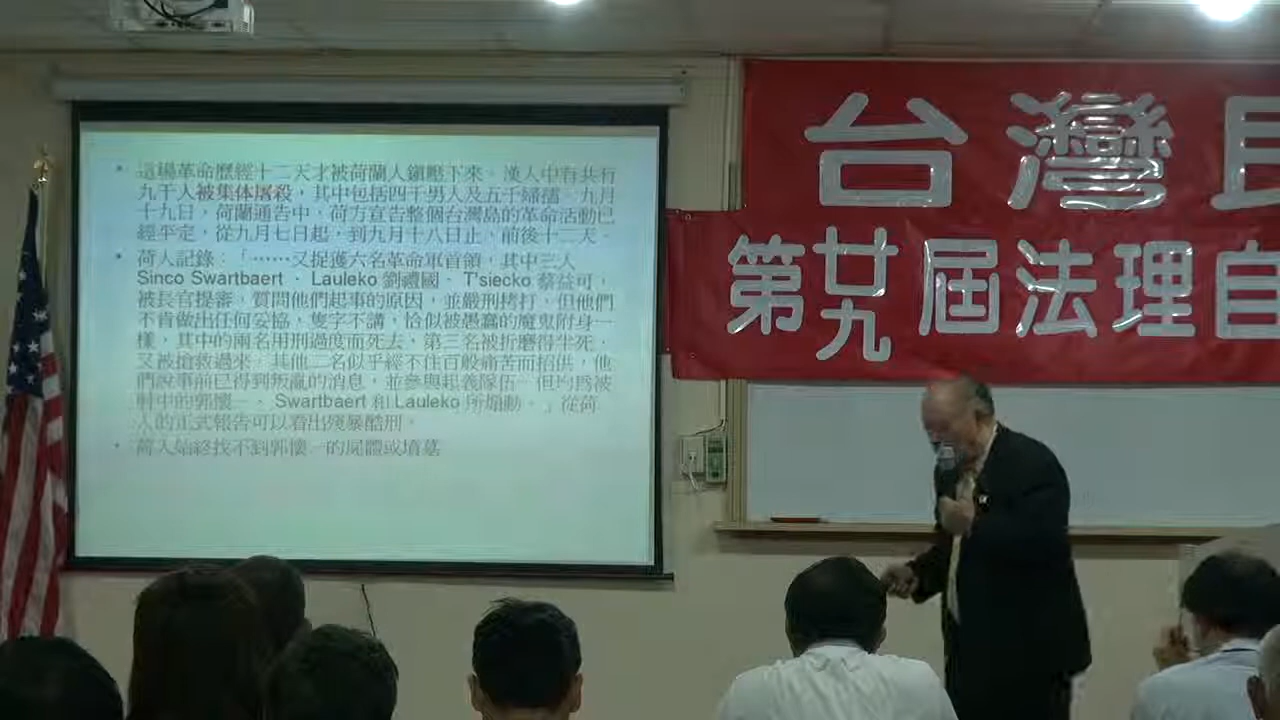 這場革命歷經十二天才被荷蘭人鎮壓下來。漢人中有共有
九千人被集体屠殺，其中包括四千男人及五千婦孺。九月
十九日，荷蘭通告中，荷方宣告整個台灣島的革命活動已
經平定，從九月七日起，到九月十八日止，前後十二天。
荷人記錄：「……又捉獲六名革命軍首領，其中三人
Sinco Swartbaert、Lauleko 劉禮國、T'siecko 蔡益可，
被長官提審，質問他們起事的原因，並嚴刑拷打，但他們
不肯做出任何妥協，隻字不講，恰似被愚蠢的魔鬼附身一
樣，其中的兩名用刑過度而死去，第三名被折磨得半死，
又被搶救過來。其他二名似乎經不住百般痛苦而招供，他
們說事前已得到叛亂的消息，並參與起義隊伍，但均為被
射中的郭懷一、Swartbaert 和 Lauleko 所煽動。」從荷
人的正式報告可以看出殘暴酷刑。
荷人始終找不到郭懷一的屍體或墳墓
台灣
第廿九屆法理自